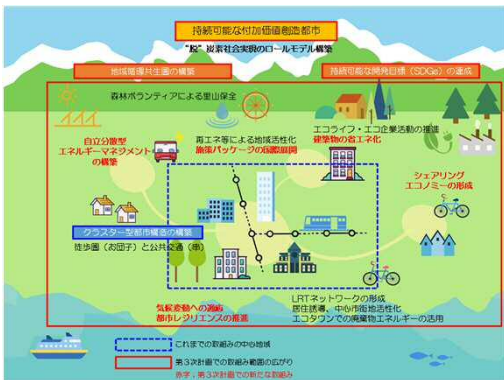 持続可能な付加価値創造都市
“脱”炭素社会実現のロールモデル構築
地域循環共生圏の構築
持続可能な開発目標（SDGs）の達成
森林ボランティアによる里山保全
自立分散型
エネルギーマネジメント
の構築
再エネ等による地域活性化
施策パッケージの国際展開
エコライフ・エコ企業活動の推進
建築物の省エネ化
シェアリング
エコノミーの形成
クラスター型都市構造の構築
徒歩圏（お団子）と公共交通（串）
気候変動への適応
都市レジリエンスの推進
LRTネットワークの形成
居住誘導、中心市街地活性化
エコタウンでの廃棄物エネルギーの活用
これまでの取組みの中心地域
第３次計画での取組み範囲の広がり
赤字：第３次計画での新たな取組み